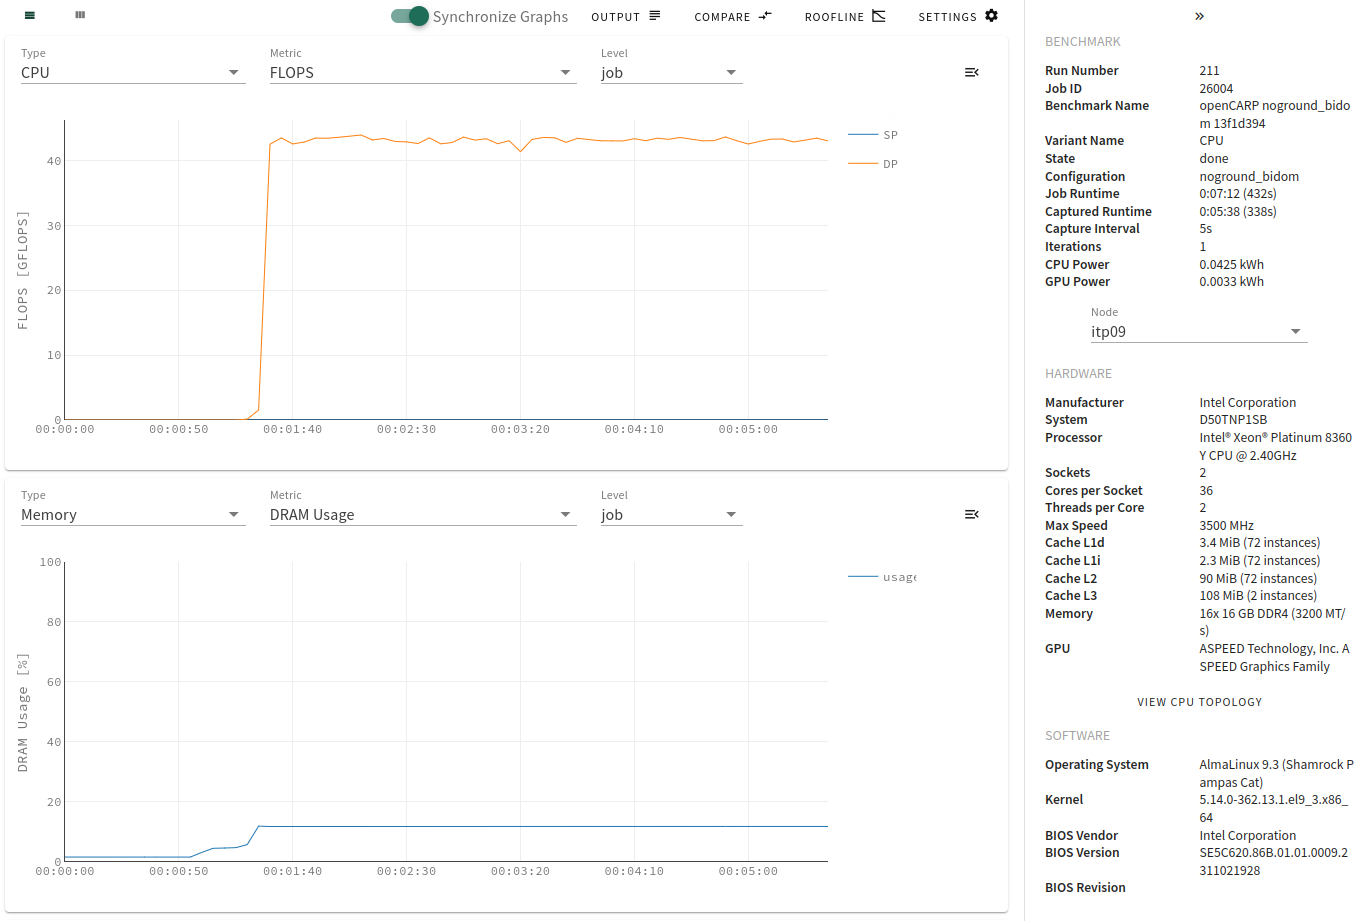 Synchronize Graphs OUTPUT COMPARE ROOFLINE SETTINGS
Type Metric Level
CPU FLOPS job
SP
DP
FLOPS [GFLOPS]
40
30
20
10
0
00:00:00 00:00:50 00:01:40 00:02:30 00:03:20 00:04:10 00:05:00
Type Metric Level
Memory DRAM Usage job
usage
DRAM Usage [%]
100
80
60
40
20
0
00:00:00 00:00:50 00:01:40 00:02:30 00:03:20 00:04:10 00:05:00
»
BENCHMARK
Run Number 211
Job ID 26004
Benchmark Name openCARP noground_bido
m 13f1d394
Variant Name CPU
State done
Configuration noground_bidom
Job Runtime 0:07:12 (432s)
Captured Runtime 0:05:38 (338s)
Capture Interval 5s
Iterations 1
CPU Power 0.0425 kWh
GPU Power 0.0033 kWh
Node
itp09
HARDWARE
Manufacturer Intel Corporation
System D50TNP1SB
Processor Intel® Xeon® Platinum 8360
Y CPU @ 2.40GHz
Sockets 2
Cores per Socket 36
Threads per Core 2
Max Speed 3500 MHz
Cache L1d 3.4 MiB (72 instances)
Cache L1i 2.3 MiB (72 instances)
Cache L2 90 MiB (72 instances)
Cache L3 108 MiB (2 instances)
Memory 16x 16 GB DDR4 (3200 MT/
s)
GPU ASPEED Technology, Inc. A
SPEED Graphics Family
VIEW CPU TOPOLOGY
SOFTWARE
Operating System AlmaLinux 9.3 (Shamrock P
ampas Cat)
Kernel 5.14.0-362.13.1.el9_3.x86_
64
BIOS Vendor Intel Corporation
BIOS Version SE5C620.86B.01.01.0009.2
311021928
BIOS Revision